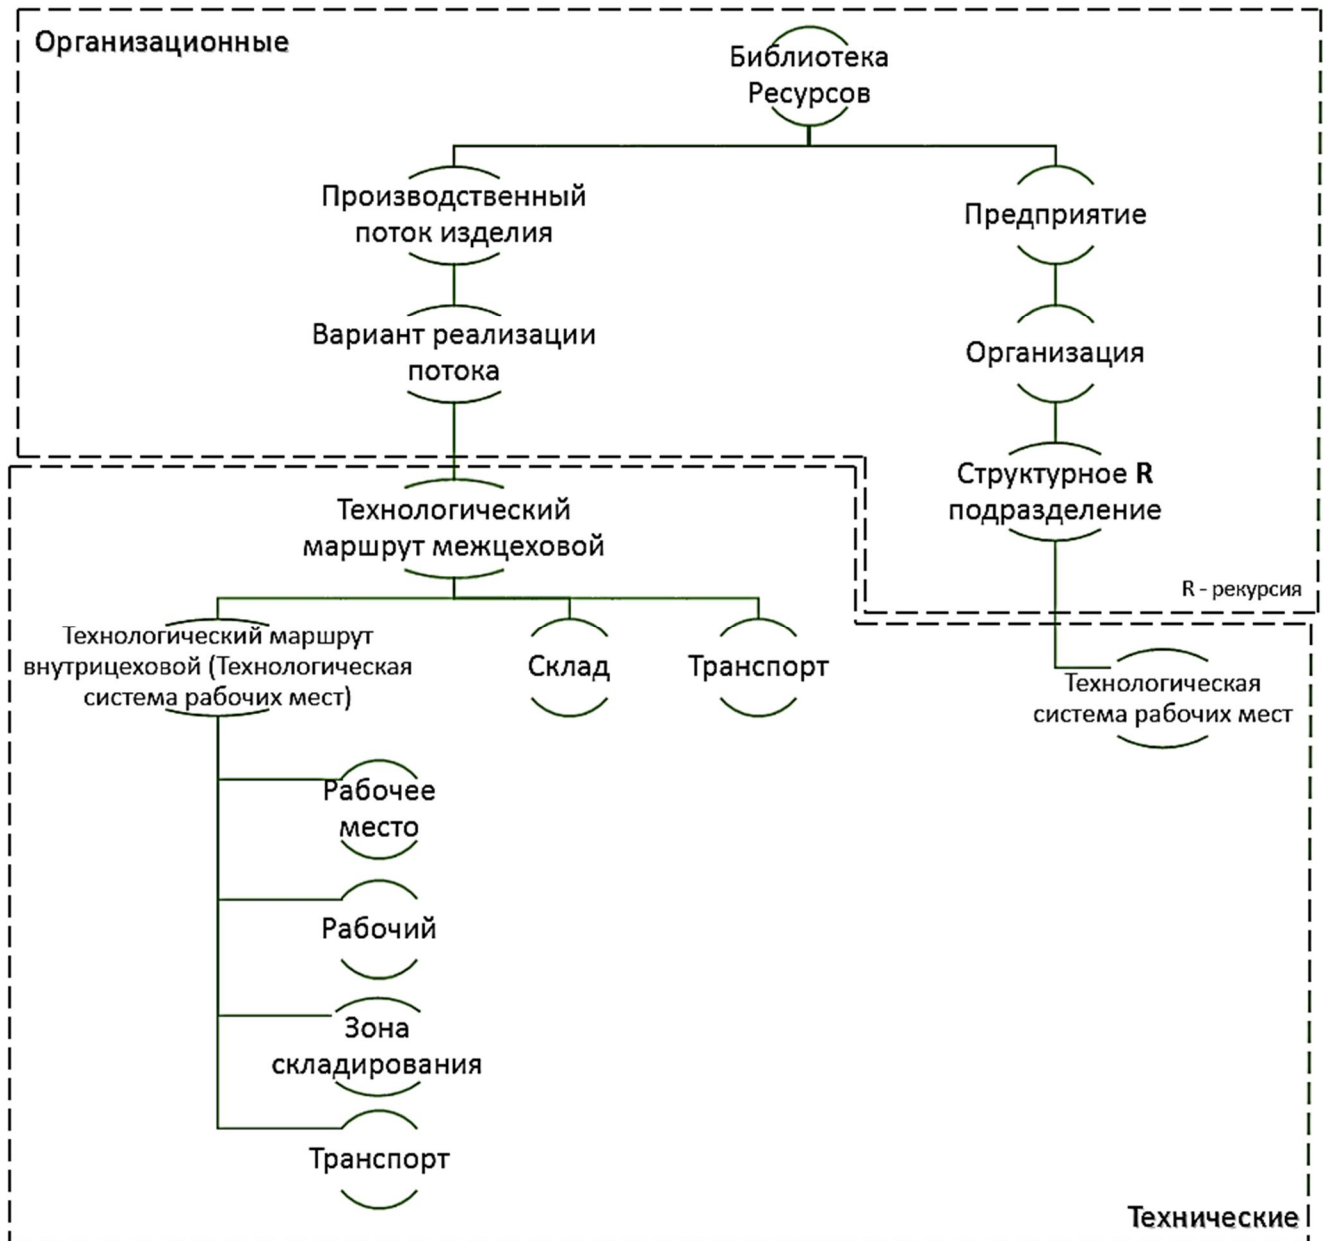 Организационные
Библиотека
Ресурсов
Производственный
поток изделия
Предприятие
Вариант реализации
потока
Организация
Структурное R
подразделение
Технологический
маршрут межцеховой
R - рекурсия
Технологический маршрут
внутрицеховой (Технологическая
система рабочих мест)
Склад
Транспорт
Технологическая
система рабочих мест
Рабочее
место
Рабочий
Зона
складирования
Транспорт
Технические